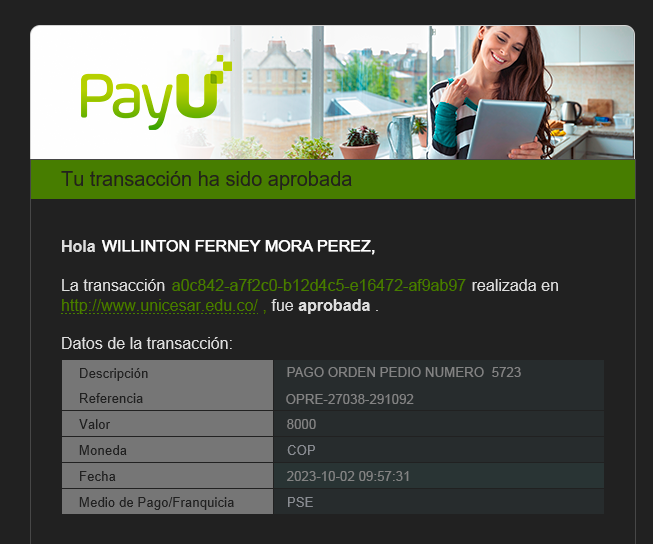 PayU
Tu transacción ha sido aprobada
Hola WILLINTON FERNEY MORA PEREZ,
La transacción a0c842-a7f2c0-b12d4c5-e16472-af9ab97 realizada en
http://www.unicesar.edu.co/ , fue aprobada .
Datos de la transacción:
Descripción PAGO ORDEN PEDIO NUMERO 5723
Referencia OPRE-27038-291092
Valor 8000
Moneda COP
Fecha 2023-10-02 09:57:31
Medio de Pago/Franquicia PSE